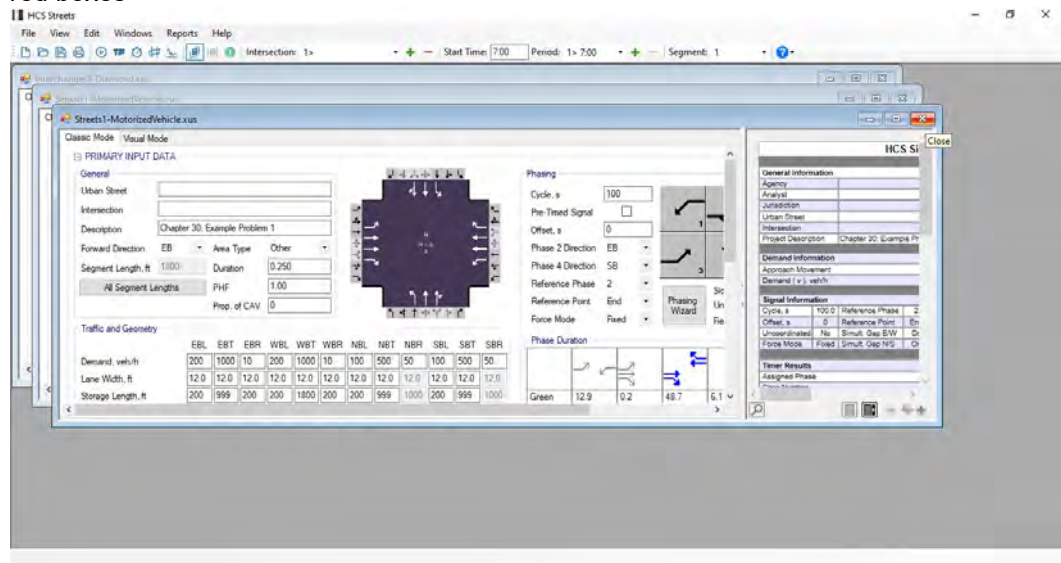 HCS Streets
File View Edit Windows Reports Help
Intersection: 1> Start Time: 7:00 Period: 1> 7:00 Segment: 1
Streets1-MotorizedVehicle.xus
Close
Classic Mode Visual Mode
PRIMARY INPUT DATA
General
Urban Street
Intersection
Description Chapter 30: Example Problem 1
Forward Direction EB Area Type Other
Segment Length, ft 1800 Duration 0.250
All Segment Lengths PHF 1.00
Prop. of CAV 0
Phasing
Cycle, s 100
Pre-Timed Signal
Offset, s 0
Phase 2 Direction EB
Phase 4 Direction SB
Reference Phase 2
Reference Point End
Force Mode Fixed
1
3
Phasing Wizard
Traffic and Geometry
EBL EBT EBR WBL WBT WBR NBL NBT NBR SBL SBT SBR
Demand, veh/h 200 1000 10 200 1000 10 100 500 50 100 500 50
Lane Width, ft 12.0 12.0 12.0 12.0 12.0 12.0 12.0 12.0 12.0 12.0 12.0 12.0
Storage Length, ft 200 999 200 200 1800 200 200 999 1000 200 999 1000
Phase Duration
Green 12.9 0.2 48.7 6.1
HCS Si
General Information
Agency
Analyst
Jurisdiction
Urban Street
Intersection
Project Description Chapter 30: Example Pr
Demand Information
Approach Movement
Demand ( v ), veh/h
Signal Information
Cycle, s 100.0 Reference Phase 2
Offset, s 0 Reference Point En
Uncoordinated No Simult. Gap E/W
Force Mode Fixed Simult. Gap N/S
Timer Results
Assigned Phase